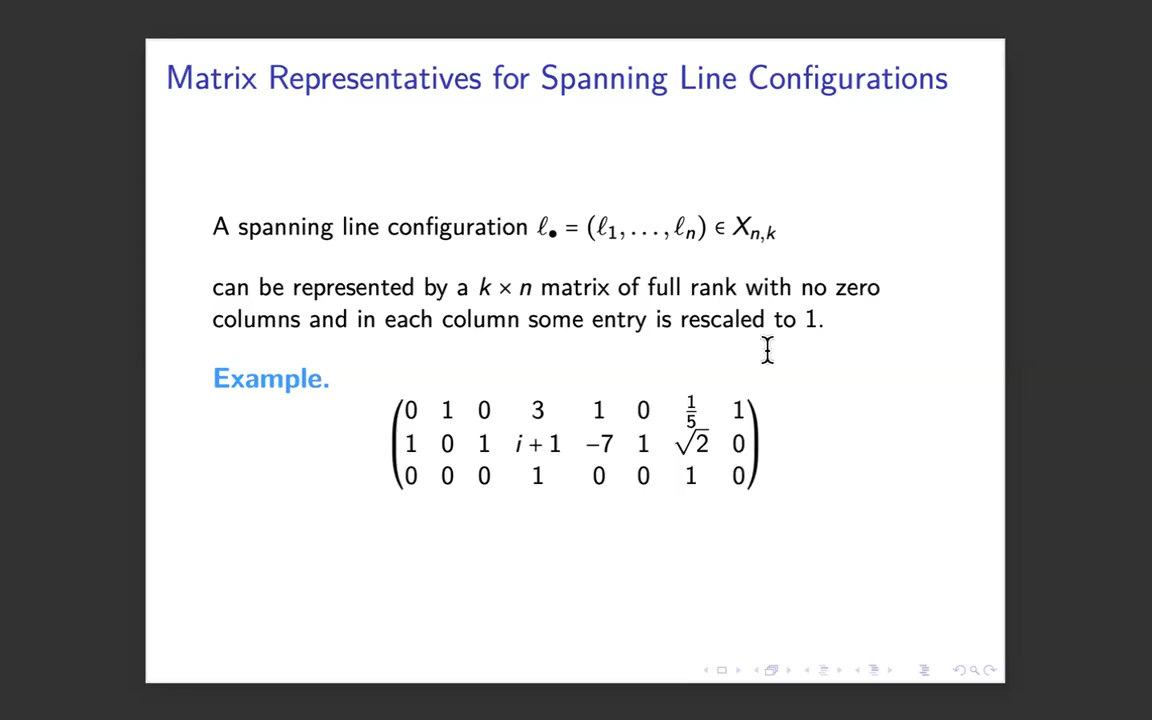 Matrix Representatives for Spanning Line Configurations
A spanning line configuration ℓ• = (ℓ₁, . . . , ℓₙ) ∈ Xₙ,ₖ
can be represented by a k × n matrix of full rank with no zero
columns and in each column some entry is rescaled to 1.
Example.
0 1 0 3 1 0 1/5 1
1 0 1 i + 1 −7 1 √2 0
0 0 0 1 0 0 1 0